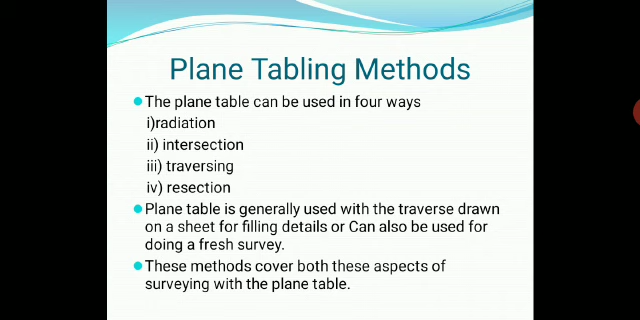 Plane Tabling Methods
The plane table can be used in four ways
i)radiation
ii) intersection
iii) traversing
iv) resection
Plane table is generally used with the traverse drawn
on a sheet for filling details or Can also be used for
doing a fresh survey.
These methods cover both these aspects of
surveying with the plane table.